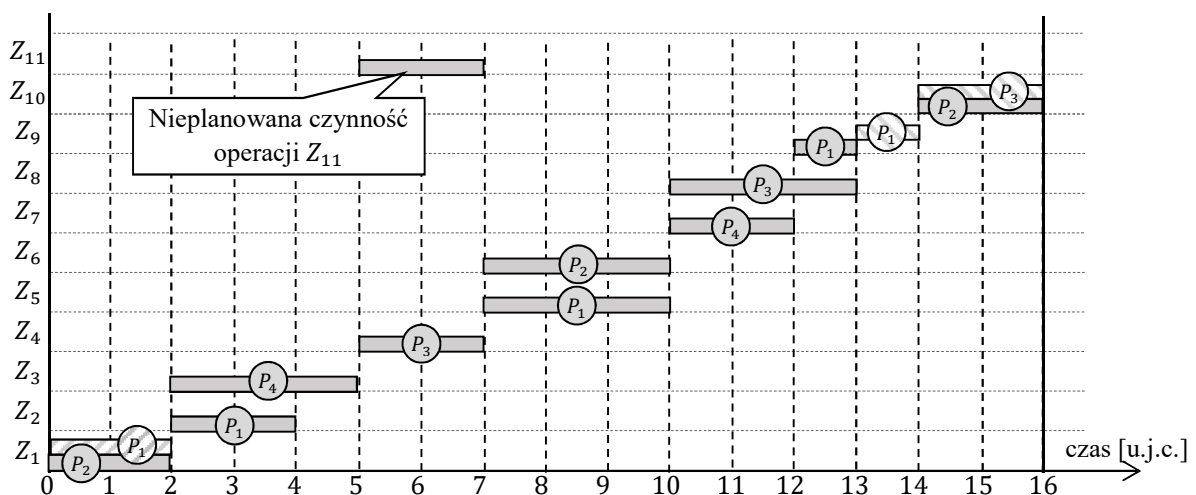 Z11
Nieplanowana czynność
operacji Z11
Z10 P3
P2
Z9 P1 P1
Z8 P3
Z7 P4
Z6 P2
Z5 P1
Z4 P3
Z3 P4
Z2 P1
Z1 P1
P2
czas [u.j.c.]
0 1 2 3 4 5 6 7 8 9 10 11 12 13 14 15 16